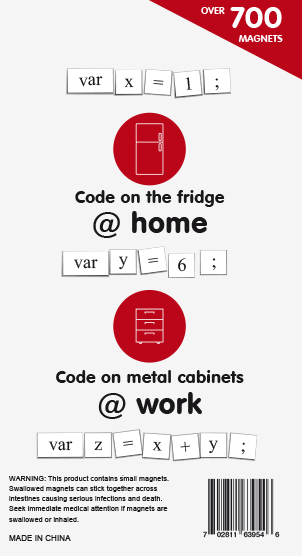 OVER 700
MAGNETS
var x = 1 ;
Code on the fridge
@ home
var y = 6 ;
Code on metal cabinets
@ work
var z = x + y ;
WARNING: This product contains small magnets.
Swallowed magnets can stick together across
intestines causing serious infections and death.
Seek immediate medical attention if magnets are
swallowed or inhaled.
MADE IN CHINA
7 02811 63954 6